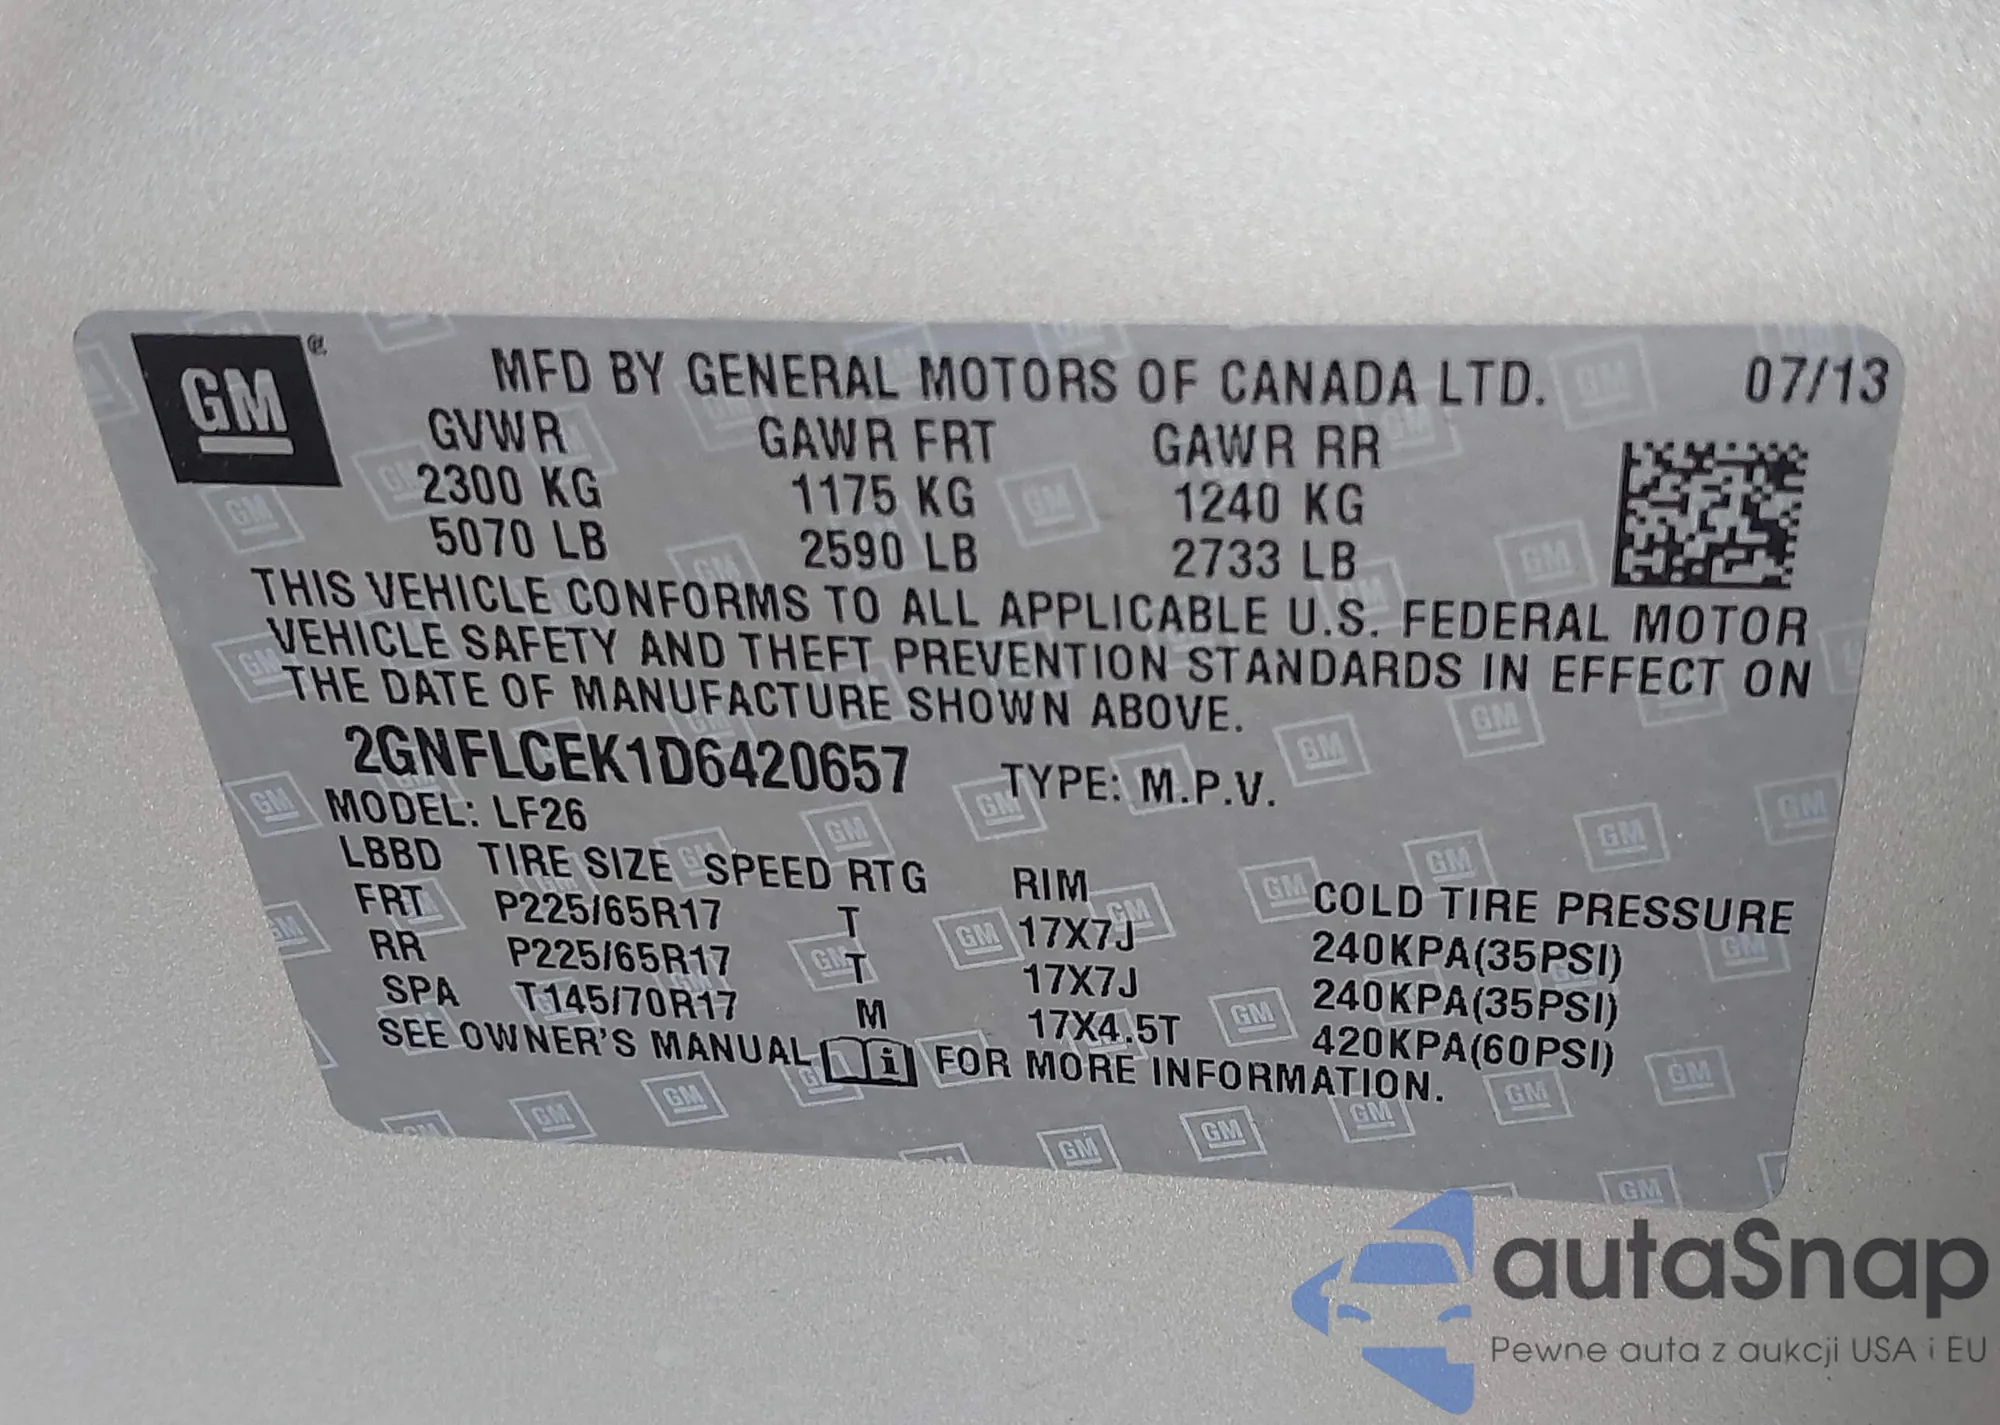 GM®
MFD BY GENERAL MOTORS OF CANADA LTD. 07/13
GVWR GAWR FRT GAWR RR
2300 KG 1175 KG 1240 KG
5070 LB 2590 LB 2733 LB
THIS VEHICLE CONFORMS TO ALL APPLICABLE U.S. FEDERAL MOTOR
VEHICLE SAFETY AND THEFT PREVENTION STANDARDS IN EFFECT ON
THE DATE OF MANUFACTURE SHOWN ABOVE.
2GNFLCEK1D6420657 TYPE: M.P.V.
MODEL: LF26
LBBD TIRE SIZE SPEED RTG RIM COLD TIRE PRESSURE
FRT P225/65R17 T 17X7J 240KPA(35PSI)
RR P225/65R17 T 17X7J 240KPA(35PSI)
SPA T145/70R17 M 17X4.5T 420KPA(60PSI)
SEE OWNER'S MANUAL i FOR MORE INFORMATION.
autaSnap
Pewne auta z aukcji USA i EU